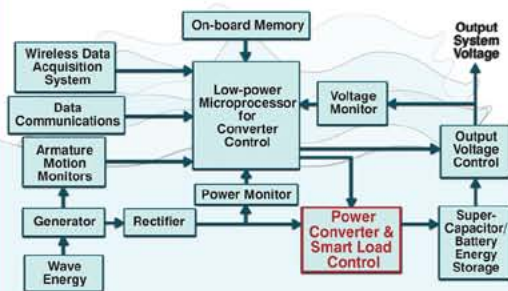 On-board Memory
Output
System
Voltage
Wireless Data
Acquisition
System
Low-power
Microprocessor
for
Converter
Control
Voltage
Monitor
Data
Communications
Armature
Motion
Monitors
Output
Voltage
Control
Power Monitor
Generator
Rectifier
Power
Converter &
Smart Load
Control
Super-
Capacitor/
Battery
Energy
Storage
Wave
Energy